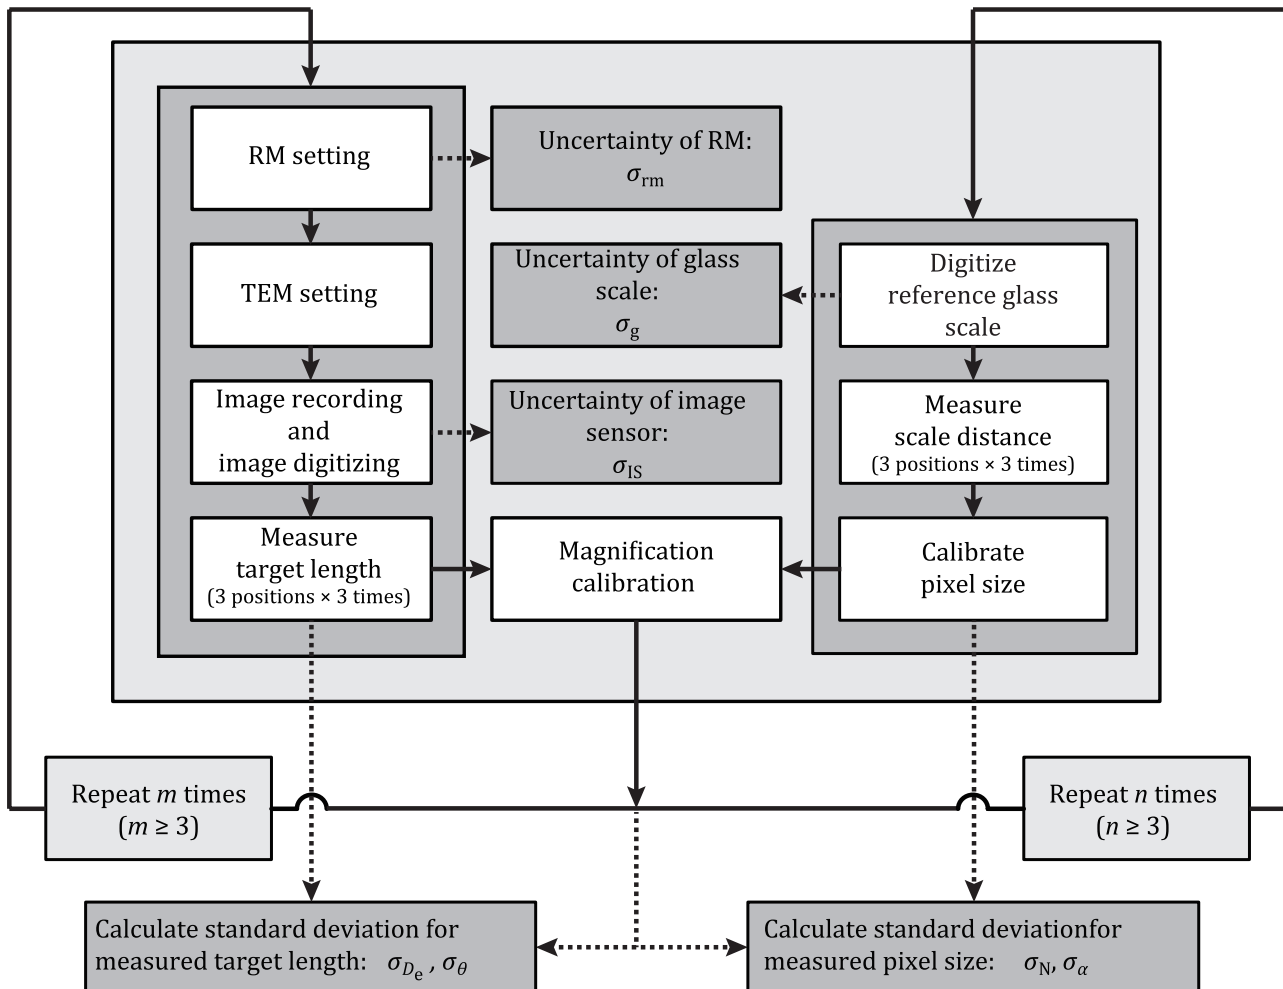 RM setting
Uncertainty of RM:
σrm
TEM setting
Uncertainty of glass
scale:
σg
Digitize
reference glass
scale
Image recording
and
image digitizing
Uncertainty of image
sensor:
σIS
Measure
scale distance
(3 positions × 3 times)
Measure
target length
(3 positions × 3 times)
Magnification
calibration
Calibrate
pixel size
Repeat m times
(m ≥ 3)
Repeat n times
(n ≥ 3)
Calculate standard deviation for
measured target length: σDe , σθ
Calculate standard deviationfor
measured pixel size: σN, σα